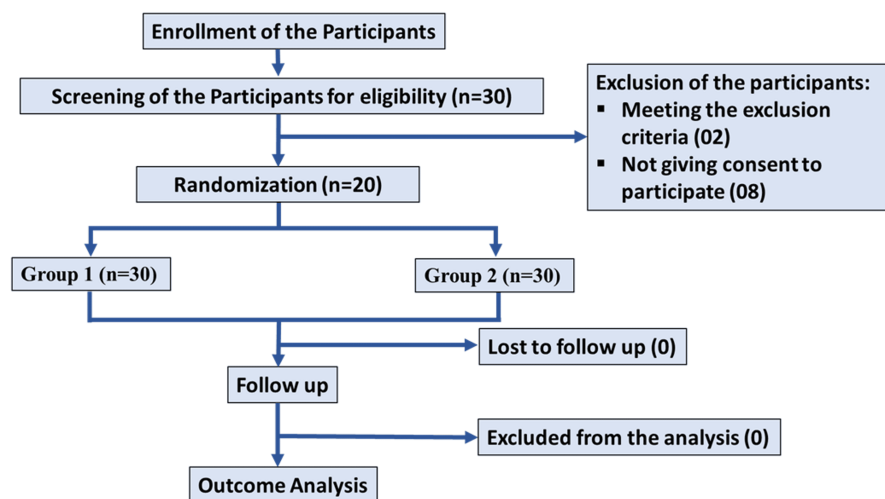 Enrollment of the Participants
Screening of the Participants for eligibility (n=30)
Exclusion of the participants:
▪ Meeting the exclusion
criteria (02)
▪ Not giving consent to
participate (08)
Randomization (n=20)
Group 1 (n=30)
Group 2 (n=30)
Lost to follow up (0)
Follow up
Excluded from the analysis (0)
Outcome Analysis